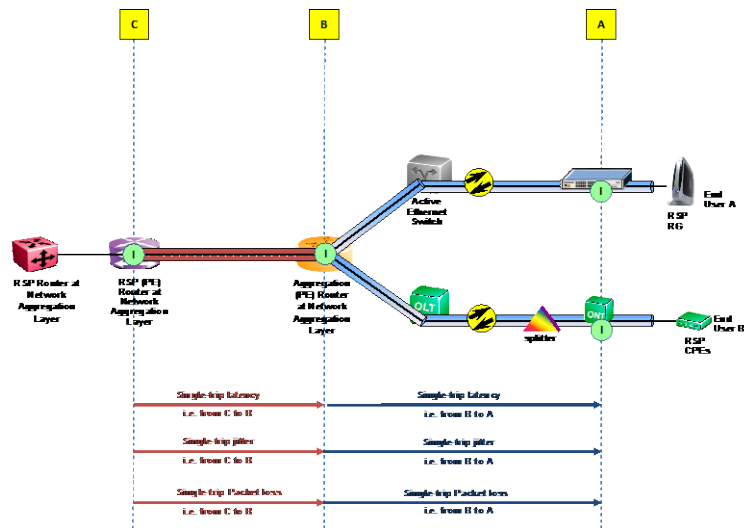 C
B
A
I
Active
Ethernet
Switch
RSP
RG
End
User A
I
I
RSP Router at
Network
Aggregation
Layer
RSP (PE)
Router at
Network
Aggregation
Layer
Aggregation
(PE) Router
at Network
Aggregation
Layer
OLT
splitter
ONT
I
RSP
CPEs
End
User B
Single-trip latency
i.e. from C to B
Single-trip latency
i.e. from B to A
Single-trip jitter
i.e. from C to B
Single-trip jitter
i.e. from B to A
Single-trip Packet loss
i.e. from C to B
Single-trip Packet loss
i.e. from B to A